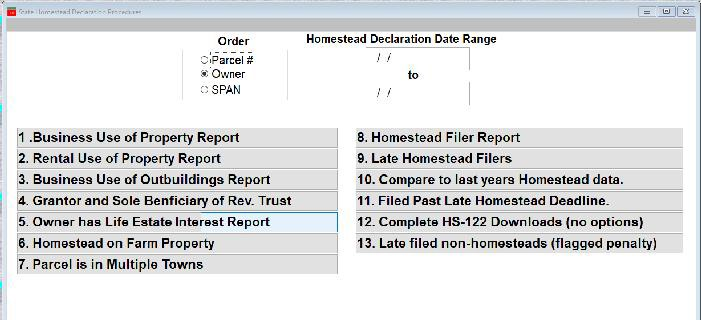 State Homestead Declaration Procedures
Order
Homestead Declaration Date Range
Parcel #
Owner
SPAN
/ /
to
/ /
1 .Business Use of Property Report
2. Rental Use of Property Report
3. Business Use of Outbuildings Report
4. Grantor and Sole Benficiary of Rev. Trust
5. Owner has Life Estate Interest Report
6. Homestead on Farm Property
7. Parcel is in Multiple Towns
8. Homestead Filer Report
9. Late Homestead Filers
10. Compare to last years Homestead data.
11. Filed Past Late Homestead Deadline.
12. Complete HS-122 Downloads (no options)
13. Late filed non-homesteads (flagged penalty)